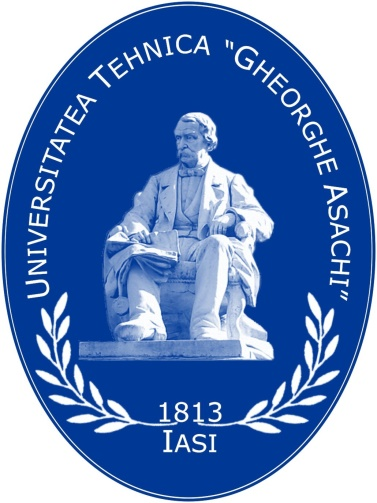 UNIVERSITATEA TEHNICA "GHEORGHE ASACHI"
1813
IASI